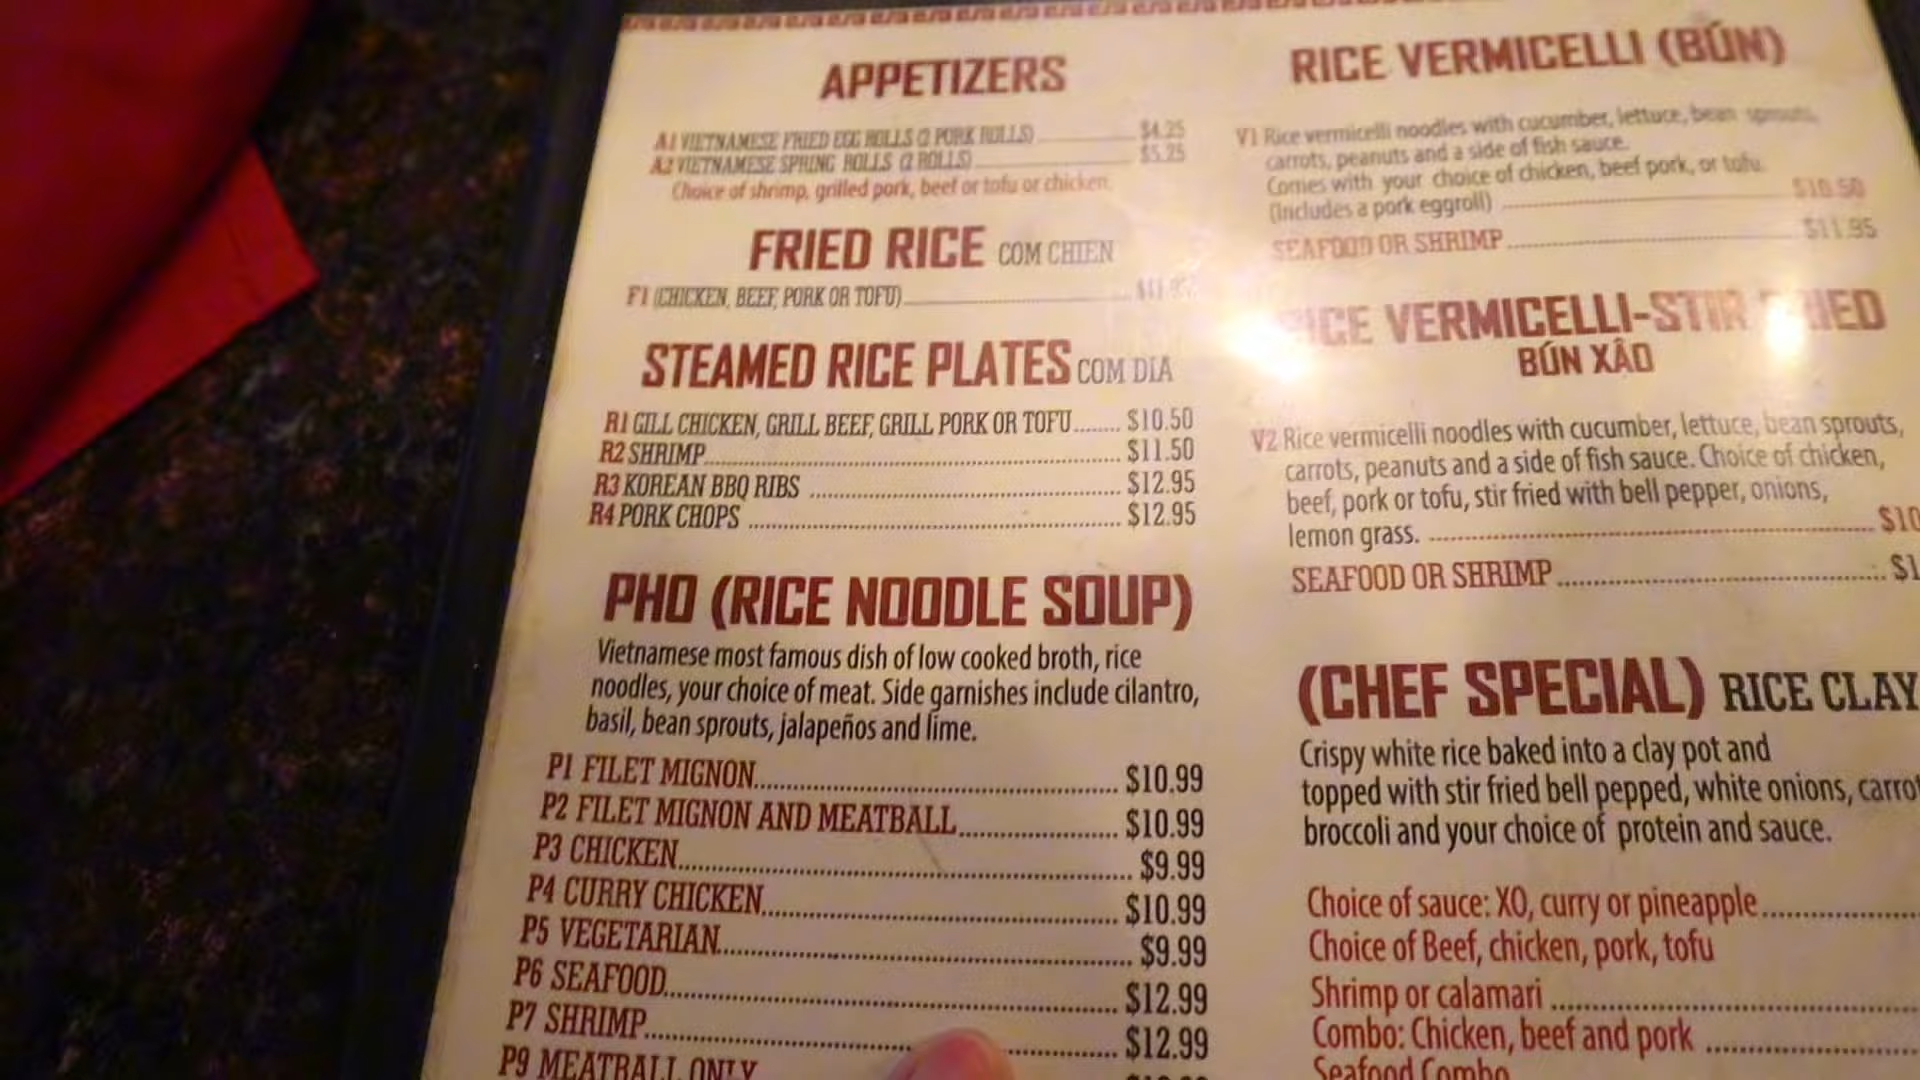 APPETIZERS
A1 VIETNAMESE FRIED EGG ROLLS (2 PORK ROLLS) $4.25
A2 VIETNAMESE SPRING ROLLS (2 ROLLS) $5.25
Choice of shrimp, grilled pork, beef or tofu or chicken.
FRIED RICE COM CHIEN
F1 (CHICKEN, BEEF, PORK OR TOFU)
STEAMED RICE PLATES COM DIA
R1 GILL CHICKEN, GRILL BEEF, GRILL PORK OR TOFU $10.50
R2 SHRIMP $11.50
R3 KOREAN BBQ RIBS $12.95
R4 PORK CHOPS $12.95
PHO (RICE NOODLE SOUP)
Vietnamese most famous dish of low cooked broth, rice
noodles, your choice of meat. Side garnishes include cilantro,
basil, bean sprouts, jalapeños and lime.
P1 FILET MIGNON $10.99
P2 FILET MIGNON AND MEATBALL $10.99
P3 CHICKEN $9.99
P4 CURRY CHICKEN $10.99
P5 VEGETARIAN $9.99
P6 SEAFOOD $12.99
P7 SHRIMP $12.99
P9 MEATBALL ONLY
RICE VERMICELLI (BÚN)
V1 Rice vermicelli noodles with cucumber, lettuce, bean sprouts,
carrots, peanuts and a side of fish sauce.
Comes with your choice of chicken, beef pork, or tofu.
(Includes a pork eggroll) $10.50
SEAFOOD OR SHRIMP $11.95
RICE VERMICELLI-STIR FRIED
BÚN XÂO
V2 Rice vermicelli noodles with cucumber, lettuce, bean sprouts,
carrots, peanuts and a side of fish sauce. Choice of chicken,
beef, pork or tofu, stir fried with bell pepper, onions,
lemon grass. $10
SEAFOOD OR SHRIMP $1
(CHEF SPECIAL) RICE CLAY
Crispy white rice baked into a clay pot and
topped with stir fried bell pepped, white onions, carrot
broccoli and your choice of protein and sauce.
Choice of sauce: XO, curry or pineapple
Choice of Beef, chicken, pork, tofu
Shrimp or calamari
Combo: Chicken, beef and pork
Seafood Combo